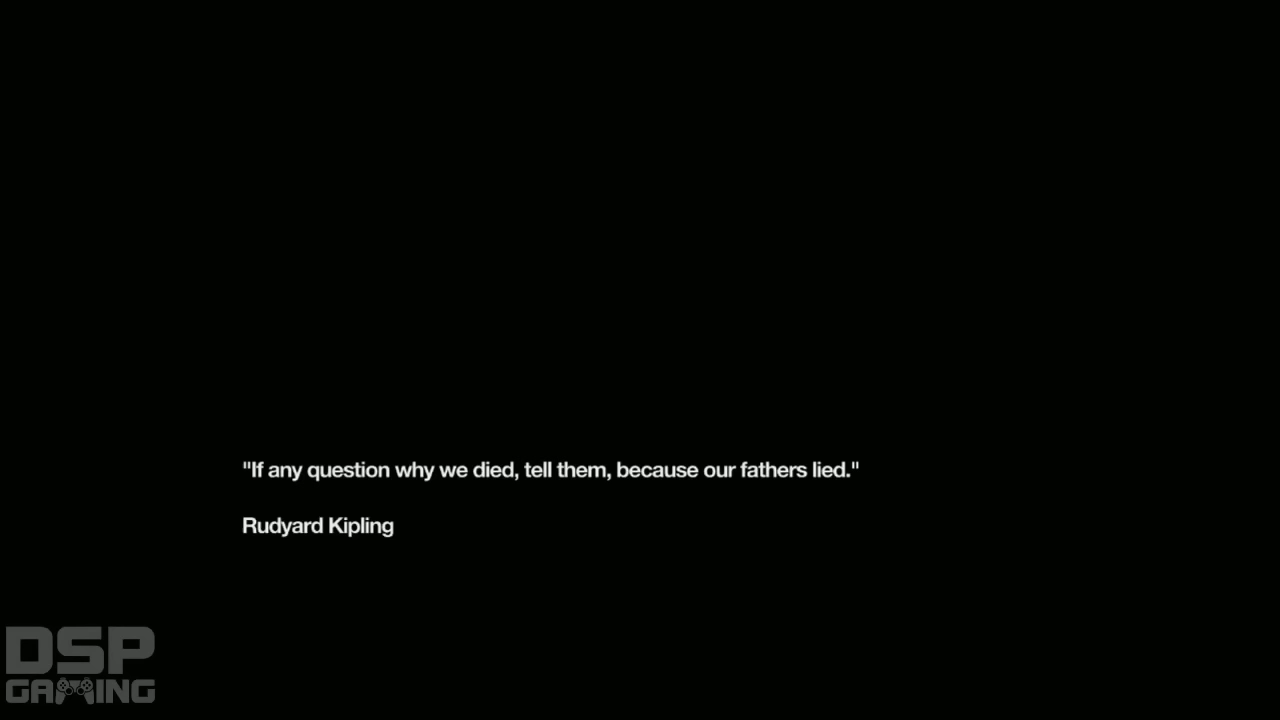 "If any question why we died, tell them, because our fathers lied."
Rudyard Kipling
DSP
GAMING